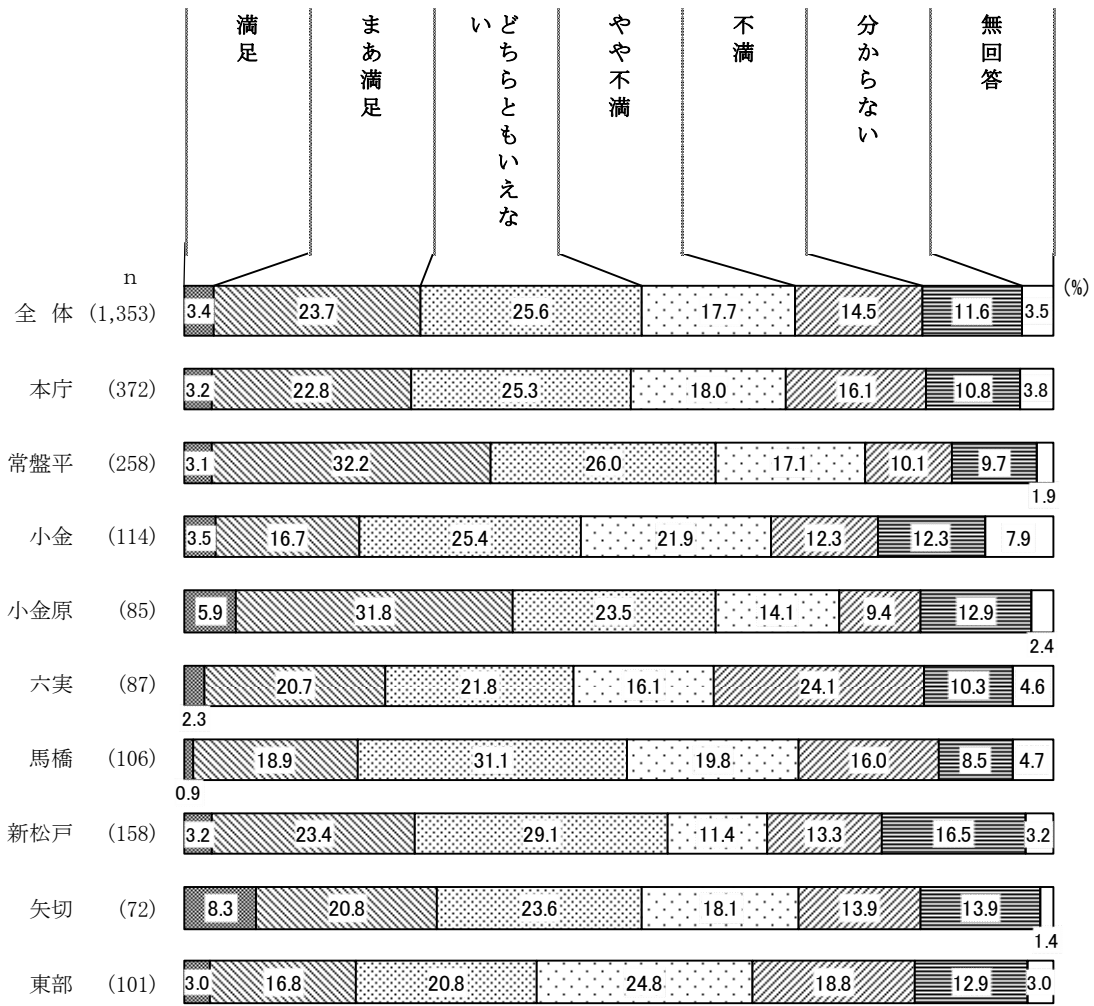 満足
まあ満足
どちらともいえな
い
やや不満
不満
分からない
無回答
n
(%)
全 体 (1,353) 3.4 23.7 25.6 17.7 14.5 11.6 3.5
本庁 (372) 3.2 22.8 25.3 18.0 16.1 10.8 3.8
常盤平 (258) 3.1 32.2 26.0 17.1 10.1 9.7
1.9
小金 (114) 3.5 16.7 25.4 21.9 12.3 12.3 7.9
小金原 (85) 5.9 31.8 23.5 14.1 9.4 12.9
2.4
六実 (87) 20.7 21.8 16.1 24.1 10.3 4.6
2.3
馬橋 (106) 18.9 31.1 19.8 16.0 8.5 4.7
0.9
新松戸 (158) 3.2 23.4 29.1 11.4 13.3 16.5 3.2
矢切 (72) 8.3 20.8 23.6 18.1 13.9 13.9
1.4
東部 (101) 3.0 16.8 20.8 24.8 18.8 12.9 3.0